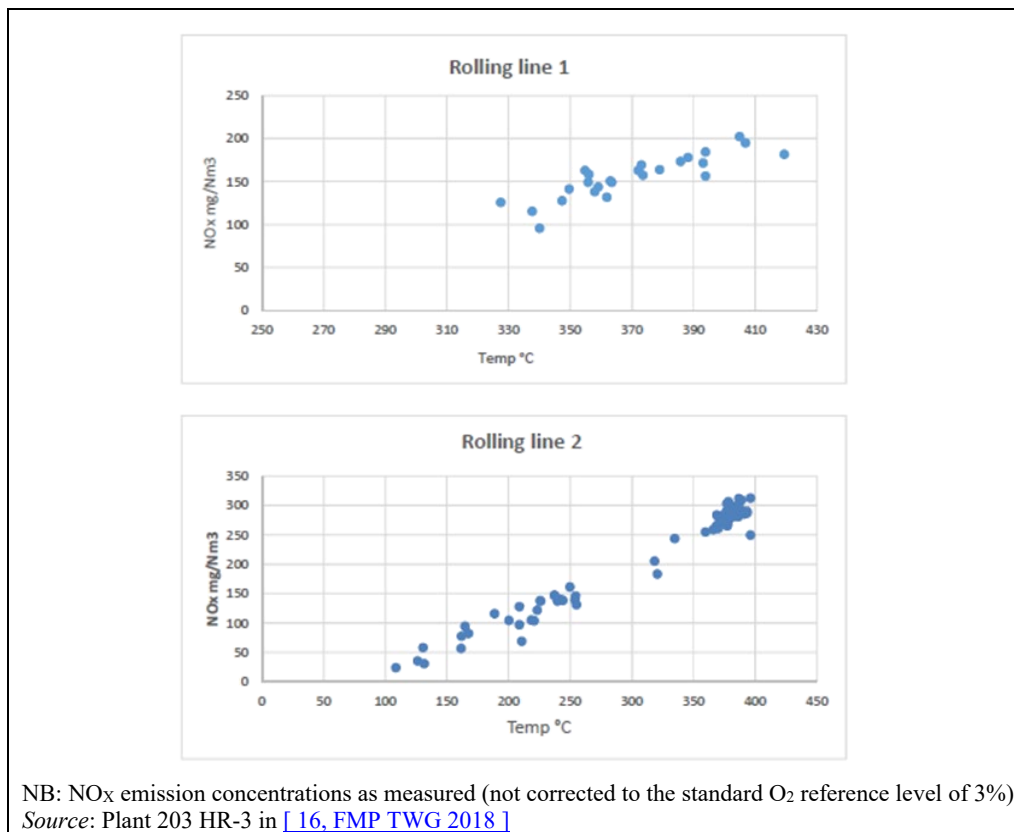 Rolling line 1
250
200
150
100
50
0
NOx mg/Nm3
250 270 290 310 330 350 370 390 410 430
Temp °C
Rolling line 2
350
300
250
200
150
100
50
0
NOx mg/Nm3
0 50 100 150 200 250 300 350 400 450
Temp °C
NB: NOX emission concentrations as measured (not corrected to the standard O2 reference level of 3%)
Source: Plant 203 HR-3 in [ 16, FMP TWG 2018 ]